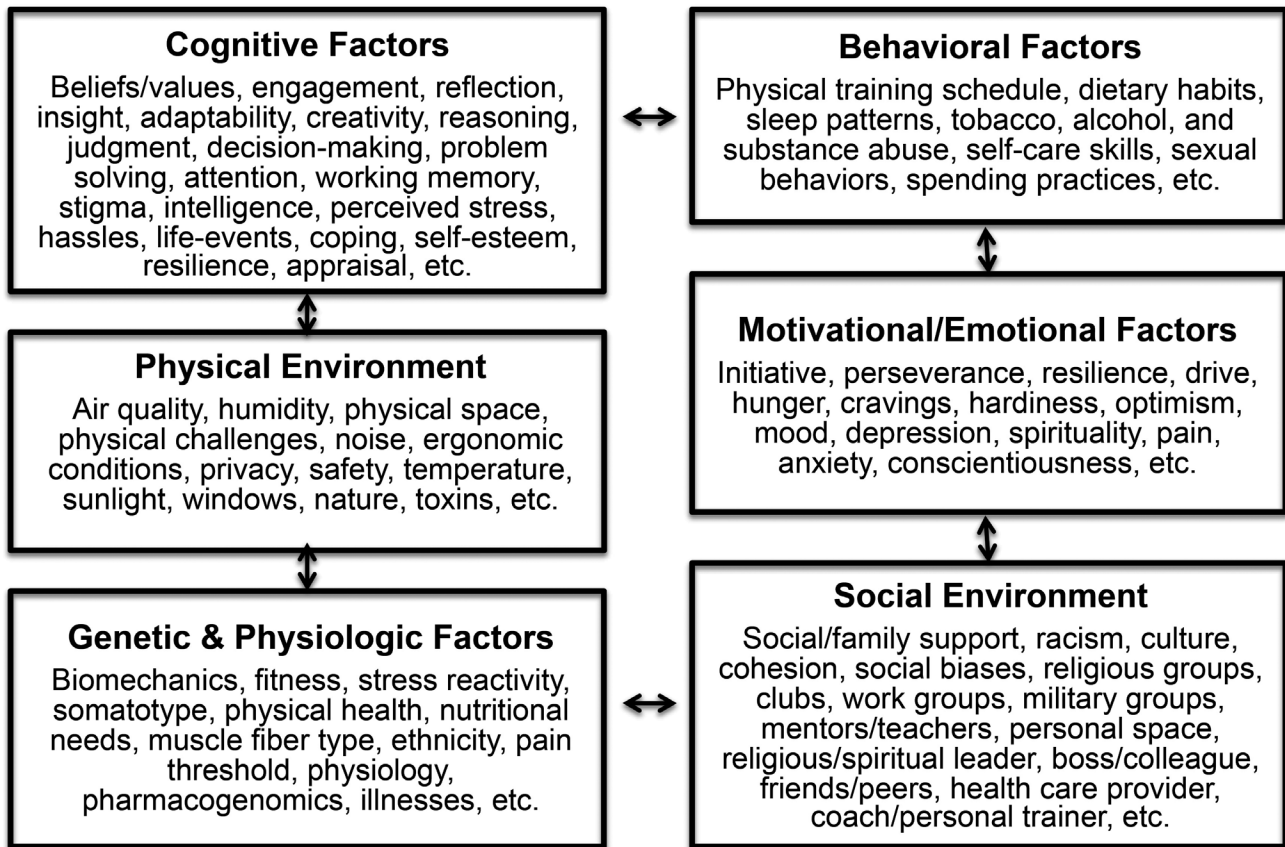 Cognitive Factors
Beliefs/values, engagement, reflection,
insight, adaptability, creativity, reasoning,
judgment, decision-making, problem
solving, attention, working memory,
stigma, intelligence, perceived stress,
hassles, life-events, coping, self-esteem,
resilience, appraisal, etc.
Behavioral Factors
Physical training schedule, dietary habits,
sleep patterns, tobacco, alcohol, and
substance abuse, self-care skills, sexual
behaviors, spending practices, etc.
Physical Environment
Air quality, humidity, physical space,
physical challenges, noise, ergonomic
conditions, privacy, safety, temperature,
sunlight, windows, nature, toxins, etc.
Motivational/Emotional Factors
Initiative, perseverance, resilience, drive,
hunger, cravings, hardiness, optimism,
mood, depression, spirituality, pain,
anxiety, conscientiousness, etc.
Genetic & Physiologic Factors
Biomechanics, fitness, stress reactivity,
somatotype, physical health, nutritional
needs, muscle fiber type, ethnicity, pain
threshold, physiology,
pharmacogenomics, illnesses, etc.
Social Environment
Social/family support, racism, culture,
cohesion, social biases, religious groups,
clubs, work groups, military groups,
mentors/teachers, personal space,
religious/spiritual leader, boss/colleague,
friends/peers, health care provider,
coach/personal trainer, etc.